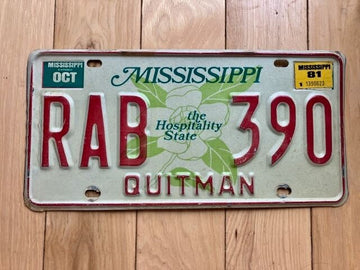 MISSISSIPPI
OCT
MISSISSIPPI
MISSISSIPPI
81
RAB 390
the
Hospitality
State
QUITMAN